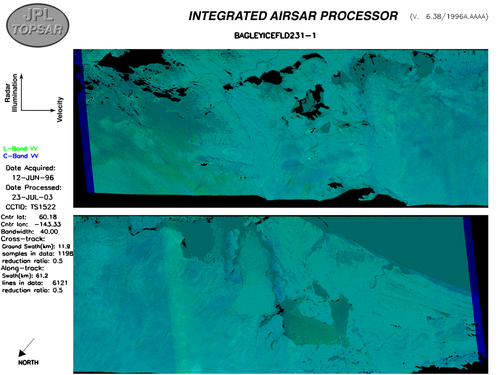 JPL
TOPSAR
INTEGRATED AIRSAR PROCESSOR (V. 6.38/1996A.AAAA)
BAGLEYICEFLD231-1
Radar
Illumination
Velocity
L-Band VV
C-Band VV
Date Acquired:
12-JUN-96
Date Processed:
23-JUL-03
CCTID: TS1522
Cntr lat: 60.18
Cntr lon: -143.33
Bandwidth: 40.00
Cross-track:
Ground Swath(km): 11.9
samples in data: 1198
reduction ratio: 0.5
Along-track:
Swath(km): 61.2
lines in data: 6121
reduction ratio: 0.5
NORTH